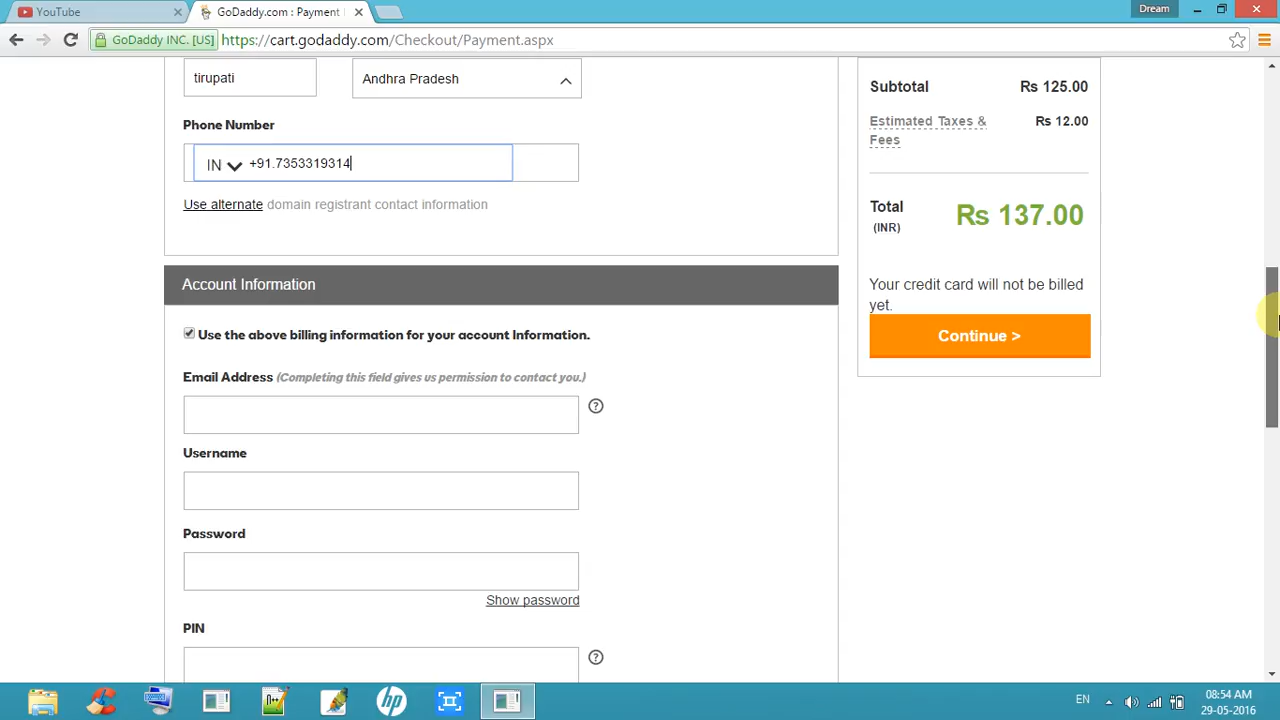 YouTube
GoDaddy.com : Payment
Dream
GoDaddy INC. [US]
https://cart.godaddy.com/Checkout/Payment.aspx
tirupati
Andhra Pradesh
Phone Number
IN +91.7353319314
Use alternate domain registrant contact information
Account Information
Use the above billing information for your account Information.
Email Address (Completing this field gives us permission to contact you.)
?
Username
Password
Show password
PIN
?
Subtotal Rs 125.00
Estimated Taxes & Rs 12.00
Fees
Total Rs 137.00
(INR)
Your credit card will not be billed
yet.
Continue >
hp
EN
08:54 AM
29-05-2016